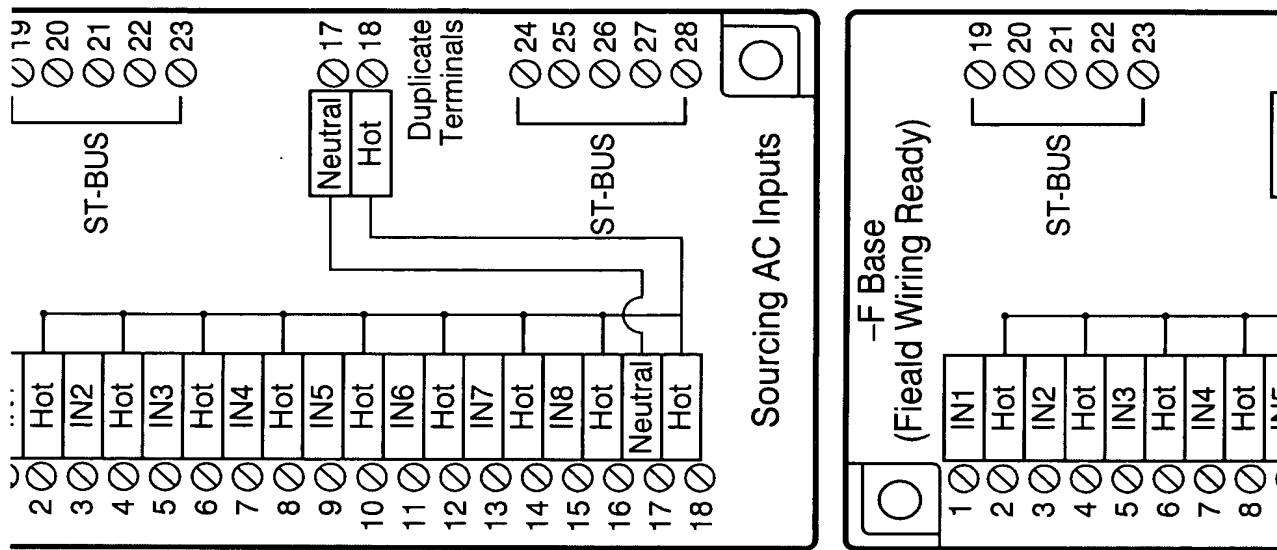 19
20
21
22
23
ST-BUS
Neutral 17
Hot 18
Duplicate
Terminals
24
25
26
27
28
ST-BUS
2 Hot
3 IN2
4 Hot
5 IN3
6 Hot
7 IN4
8 Hot
9 IN5
10 Hot
11 IN6
12 Hot
13 IN7
14 Hot
15 IN8
16 Hot
17 Neutral
18 Hot
Sourcing AC Inputs
–F Base
(Fieald Wiring Ready)
19
20
21
22
23
ST-BUS
1 IN1
2 Hot
3 IN2
4 Hot
5 IN3
6 Hot
7 IN4
8 Hot